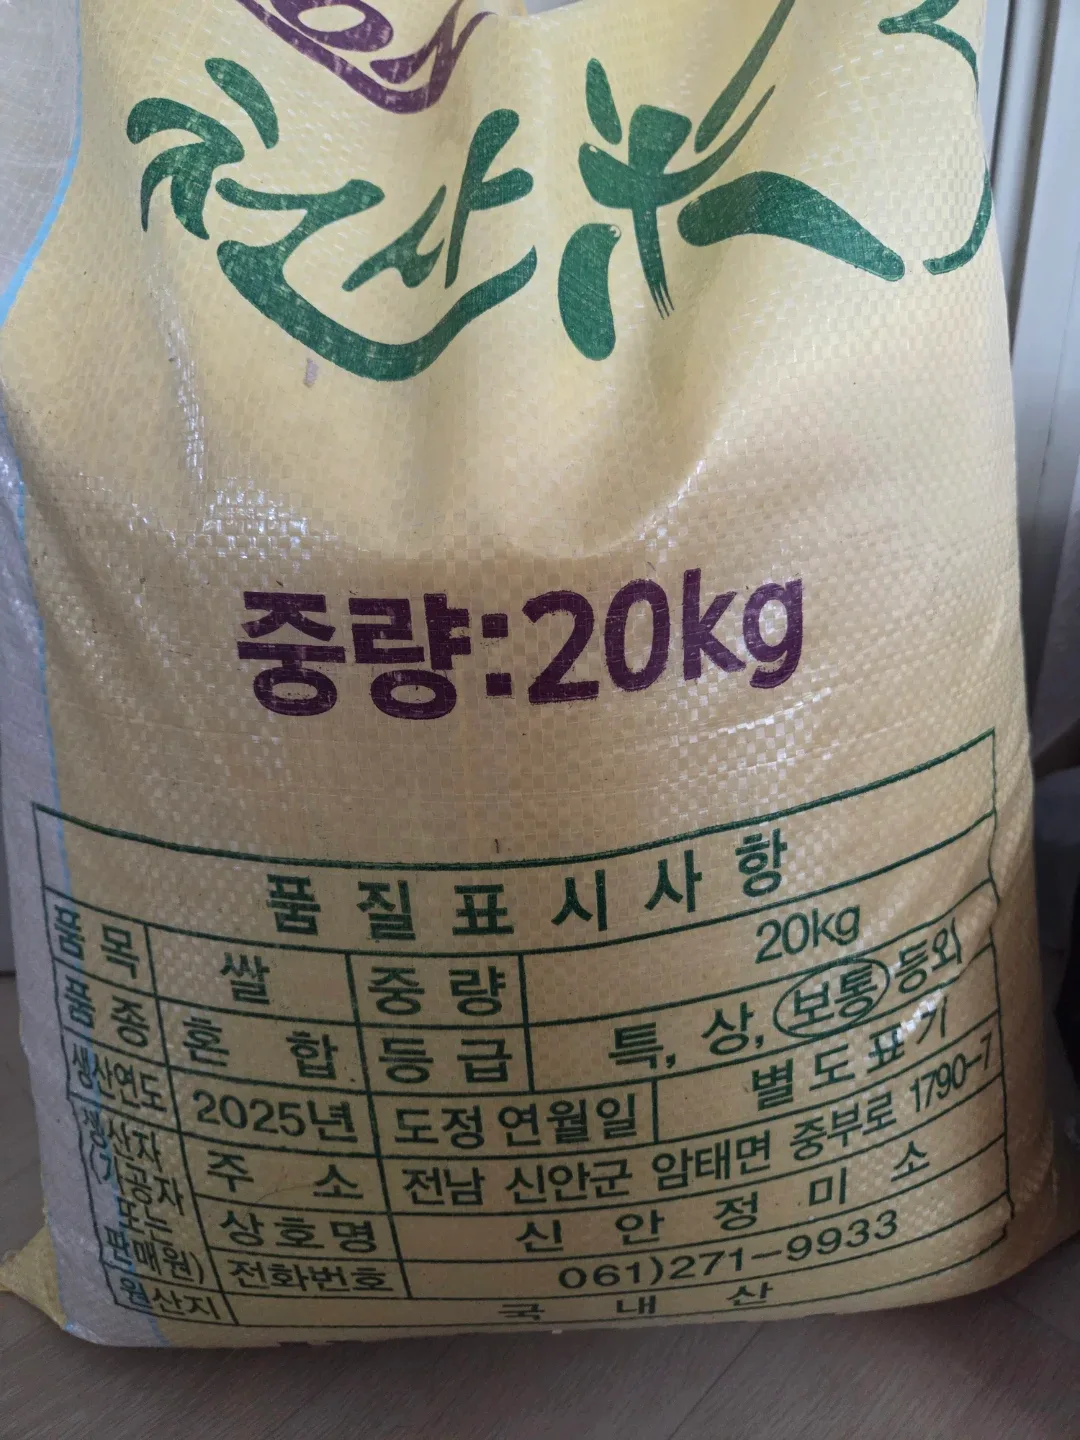 천사米
중량:20kg
품질표시사항
품목 쌀 중량 20kg
품종 혼합 등급 특, 상, 보통, 등외
생산연도 2025년 도정연월일 별도표기
생산자 (가공자 또는 판매원) 주소 전남 신안군 암태면 중부로 1790-7
상호명 신안정미소
전화번호 061)271-9933
원산지 국내산